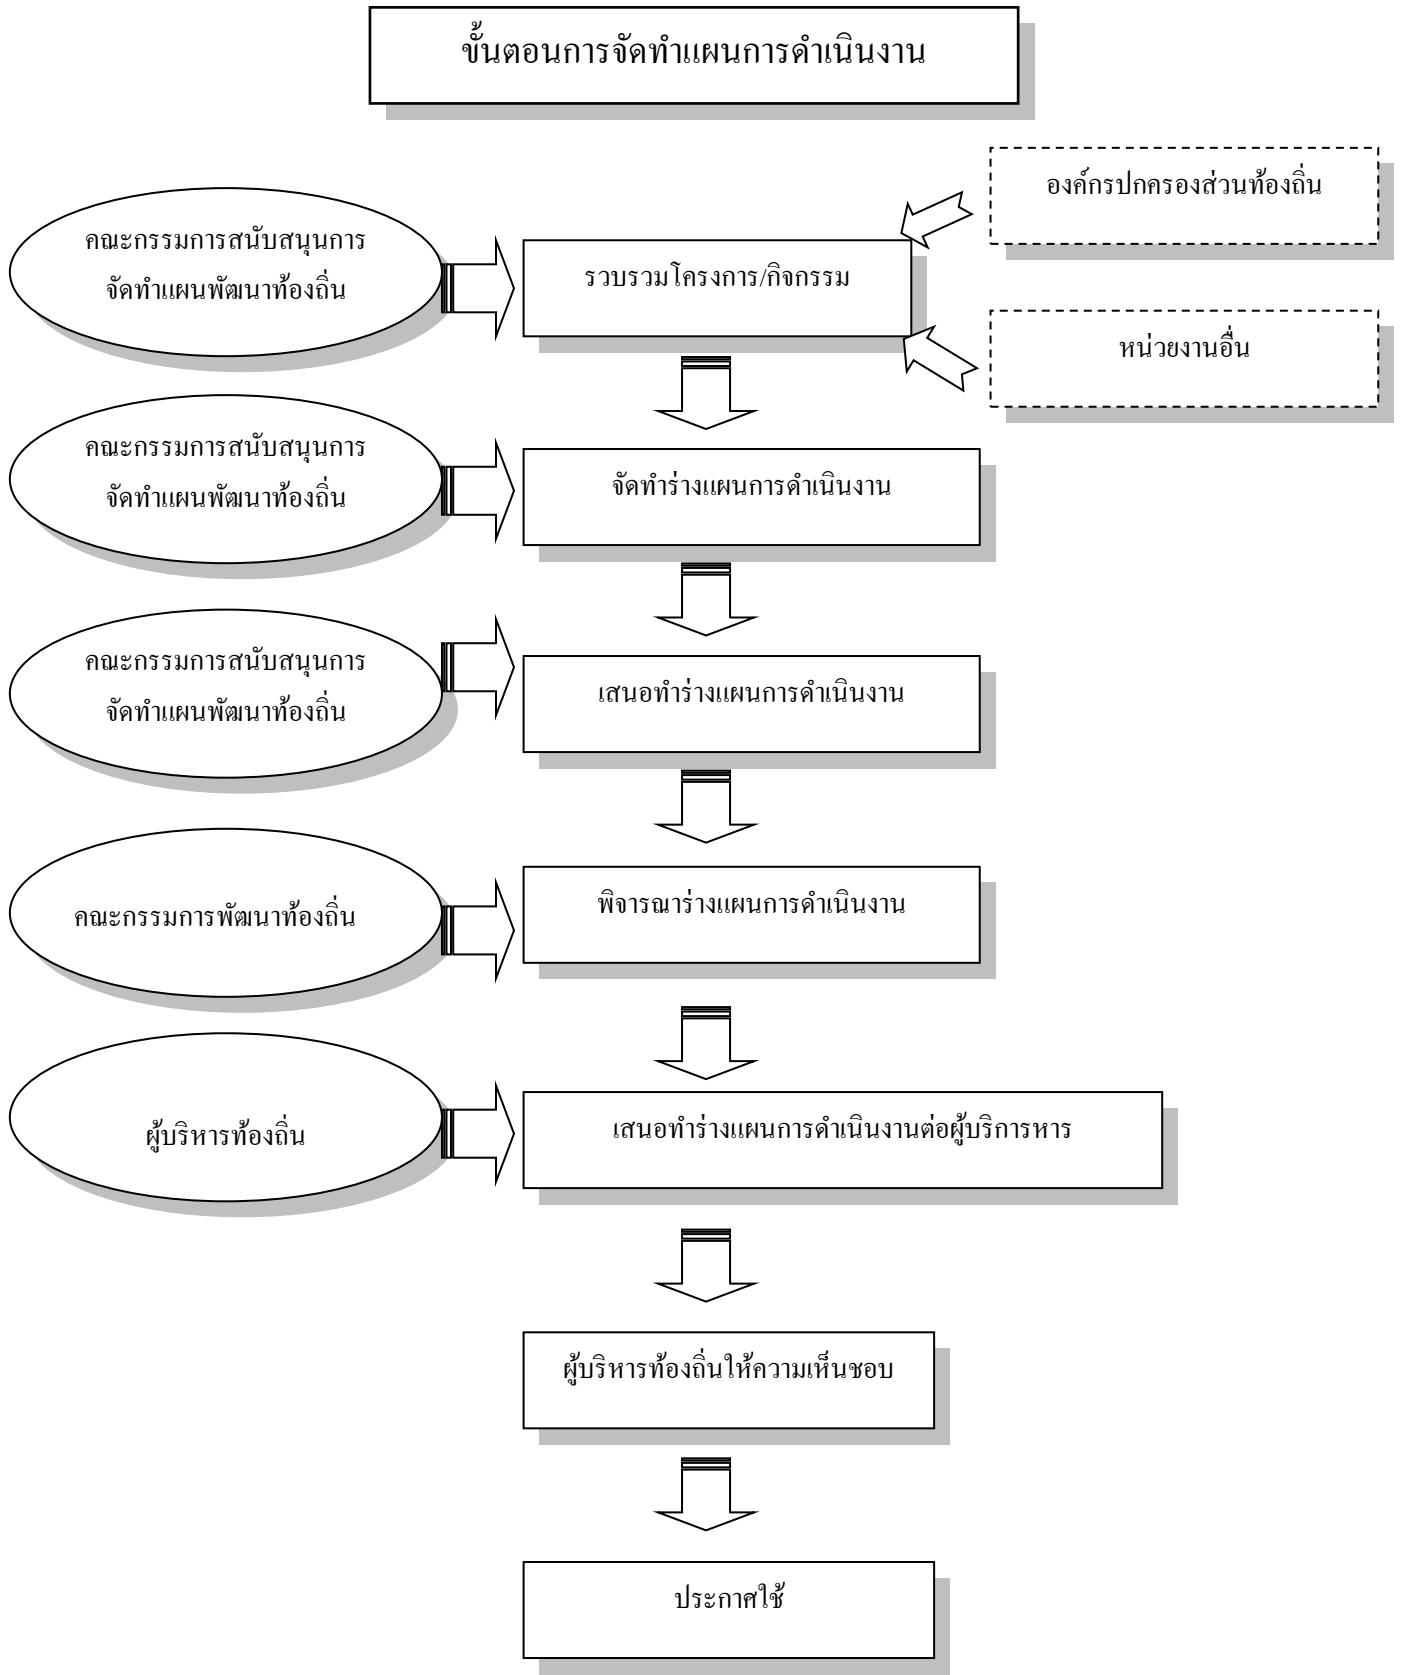 ขั้นตอนการจัดทำแผนการดำเนินงาน
องค์กรปกครองส่วนท้องถิ่น
คณะกรรมการสนับสนุนการ
จัดทำแผนพัฒนาท้องถิ่น
รวบรวมโครงการ/กิจกรรม
หน่วยงานอื่น
คณะกรรมการสนับสนุนการ
จัดทำแผนพัฒนาท้องถิ่น
จัดทำร่างแผนการดำเนินงาน
คณะกรรมการสนับสนุนการ
จัดทำแผนพัฒนาท้องถิ่น
เสนอทำร่างแผนการดำเนินงาน
คณะกรรมการพัฒนาท้องถิ่น
พิจารณาร่างแผนการดำเนินงาน
ผู้บริหารท้องถิ่น
เสนอทำร่างแผนการดำเนินงานต่อผู้บริการหาร
ผู้บริหารท้องถิ่นให้ความเห็นชอบ
ประกาศใช้